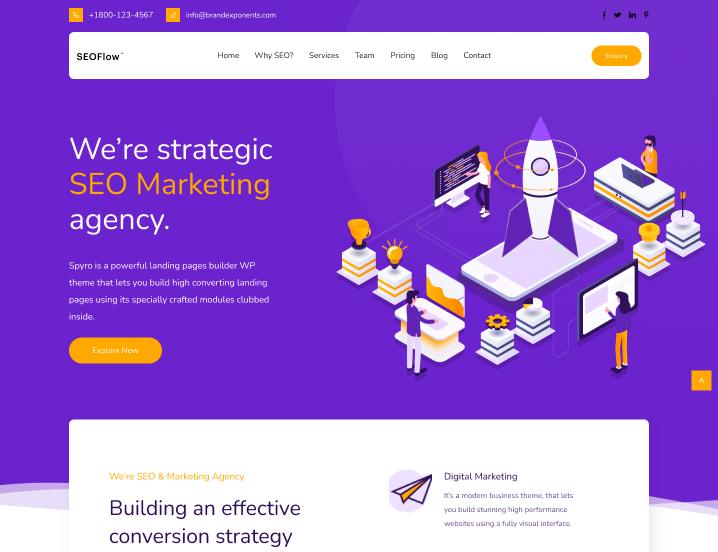 +1800-123-4567 info@brandexponents.com
SEOFlow Home Why SEO? Services Team Pricing Blog Contact Enquiry
We’re strategic
SEO Marketing
agency.
Spyro is a powerful landing pages builder WP
theme that lets you build high converting landing
pages using its specially crafted modules clubbed
inside.
Explore Now
We’re SEO & Marketing Agency
Building an effective
conversion strategy
Digital Marketing
It’s a modern business theme, that lets
you build stunning high performance
websites using a fully visual interface.